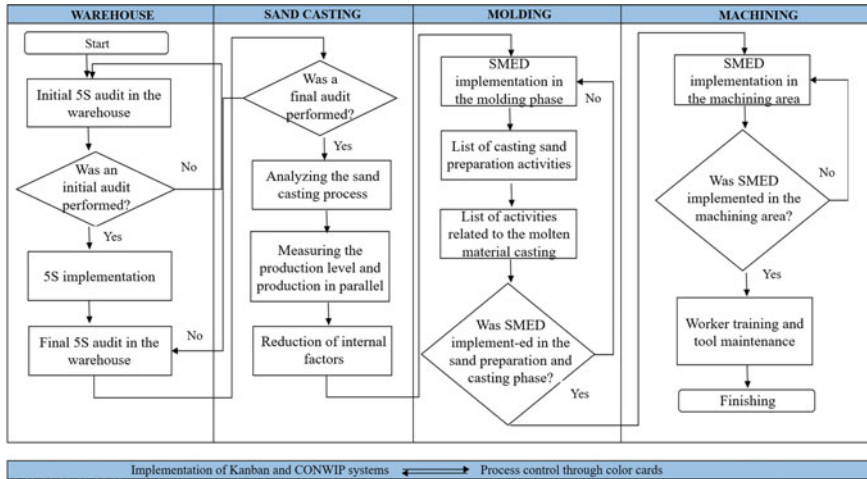 WAREHOUSE
Start
Initial 5S audit in the
warehouse
Was an
initial audit
performed?
No
Yes
5S implementation
Final 5S audit in the
warehouse
SAND CASTING
Was a
final audit
performed?
Yes
No
Analyzing the sand
casting process
Measuring the
production level and
production in parallel
Reduction of internal
factors
MOLDING
SMED
implementation in
the molding phase
No
List of casting sand
preparation activities
List of activities
related to the molten
material casting
Was SMED
implement-ed in the
sand preparation and
casting phase?
Yes
MACHINING
SMED
implementation in
the machining area
No
Was SMED
implemented in the
machining area?
Yes
Worker training and
tool maintenance
Finishing
Implementation of Kanban and CONWIP systems
Process control through color cards